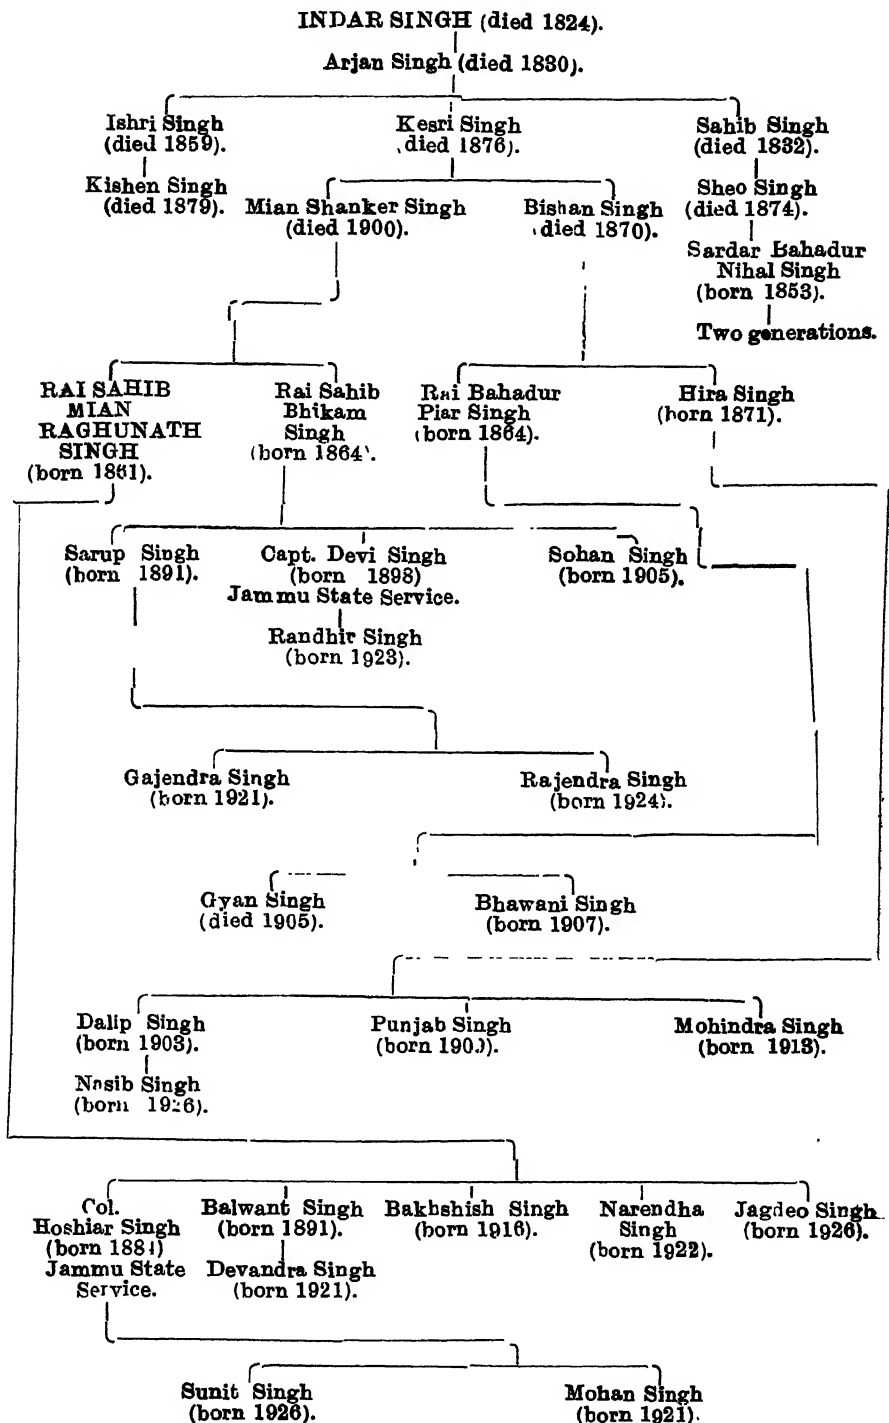 INDAR SINGH (died 1824).
Arjan Singh (died 1830).
Ishri Singh
(died 1859).
Kesri Singh
died 1876).
Sahib Singh
(died 1832).
Kishen Singh
(died 1879).
Mian Shanker Singh
(died 1900).
Bishan Singh
died 1870).
Sheo Singh
(died 1874).
Sardar Bahadur
Nihal Singh
(born 1853).
Two generations.
RAI SAHIB
MIAN
RAGHUNATH
SINGH
(born 1861).
Rai Sahib
Bhikam
Singh
(born 1864).
Rai Bahadur
Piar Singh
(born 1864).
Hira Singh
(born 1871).
Sarup Singh
(born 1891).
Capt. Devi Singh
(born 1898)
Jammu State Service.
Randhir Singh
(born 1923).
Sohan Singh
(born 1905).
Gajendra Singh
(born 1921).
Rajendra Singh
(born 1924).
Gyan Singh
(died 1905).
Bhawani Singh
(born 1907).
Dalip Singh
(born 1903).
Punjab Singh
(born
Mohindra Singh
(born 1913).
Nasib Singh
(born 1926).
Col.
Hoshiar Singh
(born
Jammu State
Service.
Balwant Singh
(born 1891).
Devandra Singh
(born 1921).
Bakbshish Singh
(born 1916).
Narendha
Singh
(born 1922).
Jagdeo Singh
(born 1926).
Sunit Singh
(born 1926).
Mohan Singh
(born 1921).